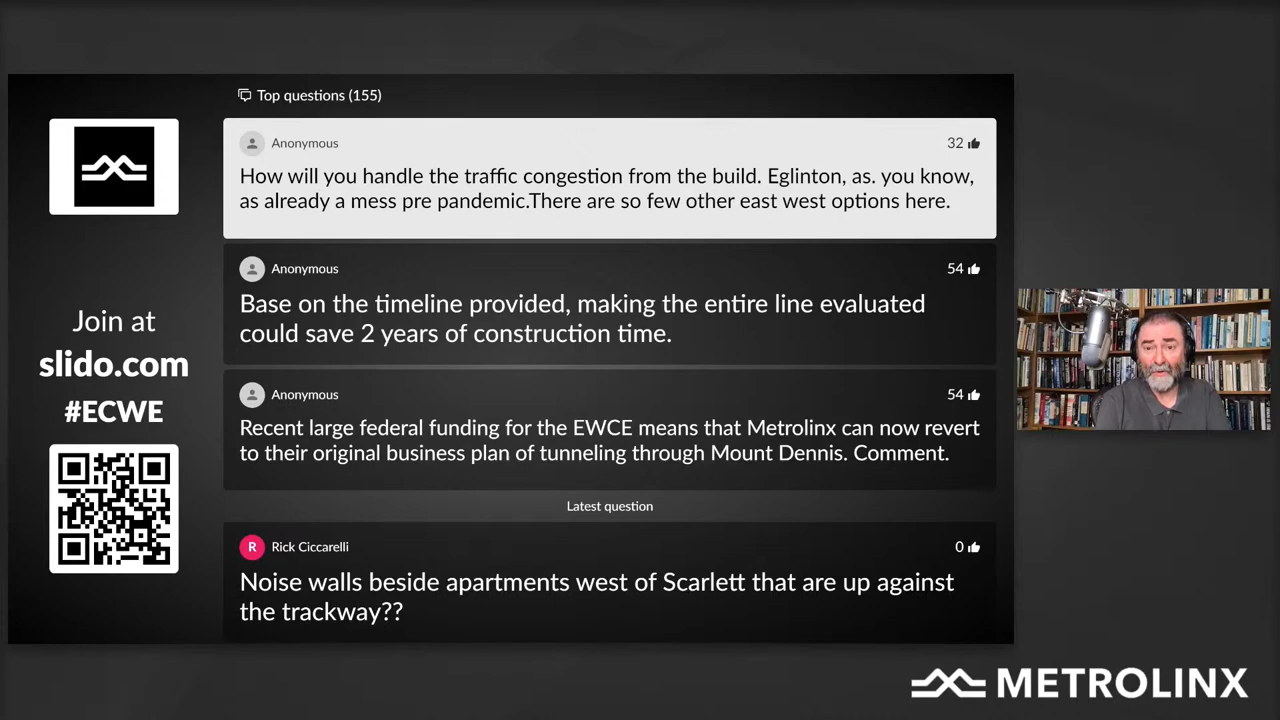 Top questions (155)
Anonymous
32
How will you handle the traffic congestion from the build. Eglinton, as. you know,
as already a mess pre pandemic.There are so few other east west options here.
Anonymous
54
Base on the timeline provided, making the entire line evaluated
could save 2 years of construction time.
Anonymous
54
Recent large federal funding for the EWCE means that Metrolinx can now revert
to their original business plan of tunneling through Mount Dennis. Comment.
Latest question
R
Rick Ciccarelli
0
Noise walls beside apartments west of Scarlett that are up against
the trackway??
Join at
slido.com
#ECWE
METROLINX